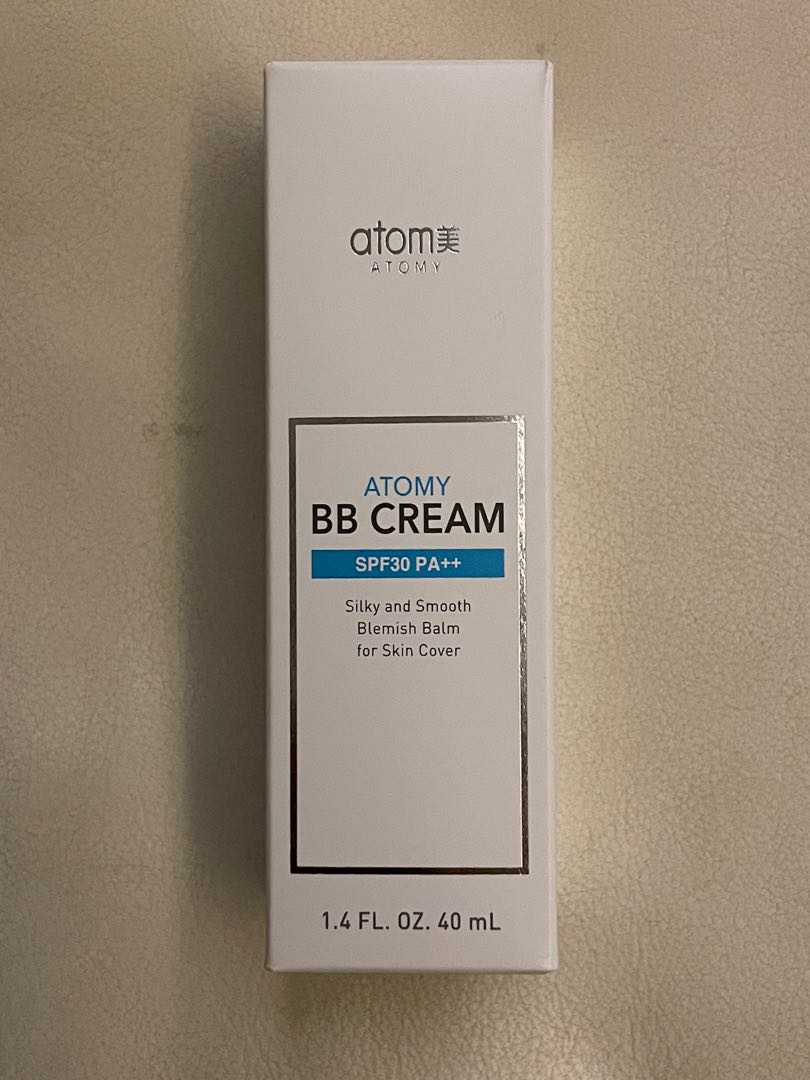 atom美
ATOMY
ATOMY
BB CREAM
SPF30 PA++
Silky and Smooth
Blemish Balm
for Skin Cover
1.4 FL. OZ. 40 mL